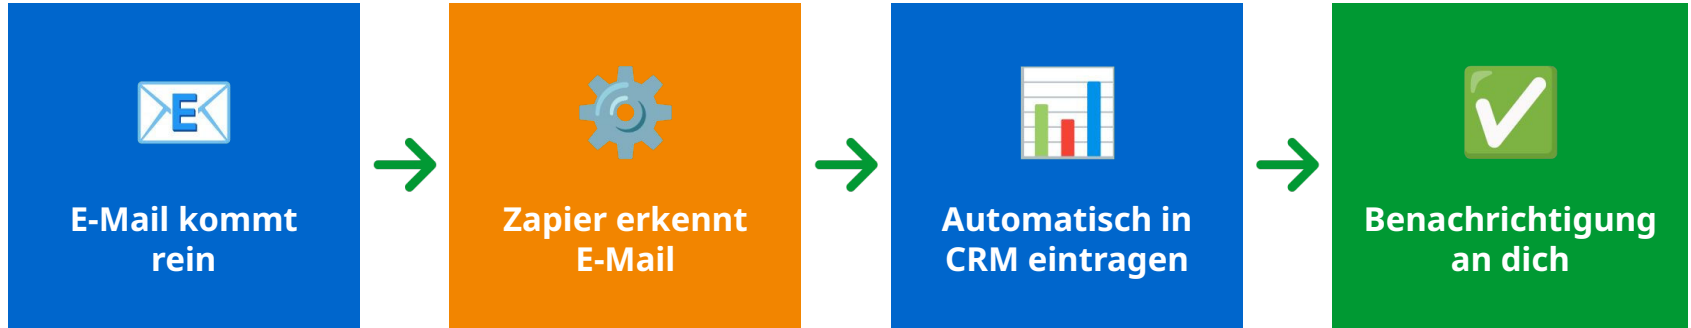 E
E-Mail kommt
rein
Zapier erkennt
E-Mail
Automatisch in
CRM eintragen
Benachrichtigung
an dich